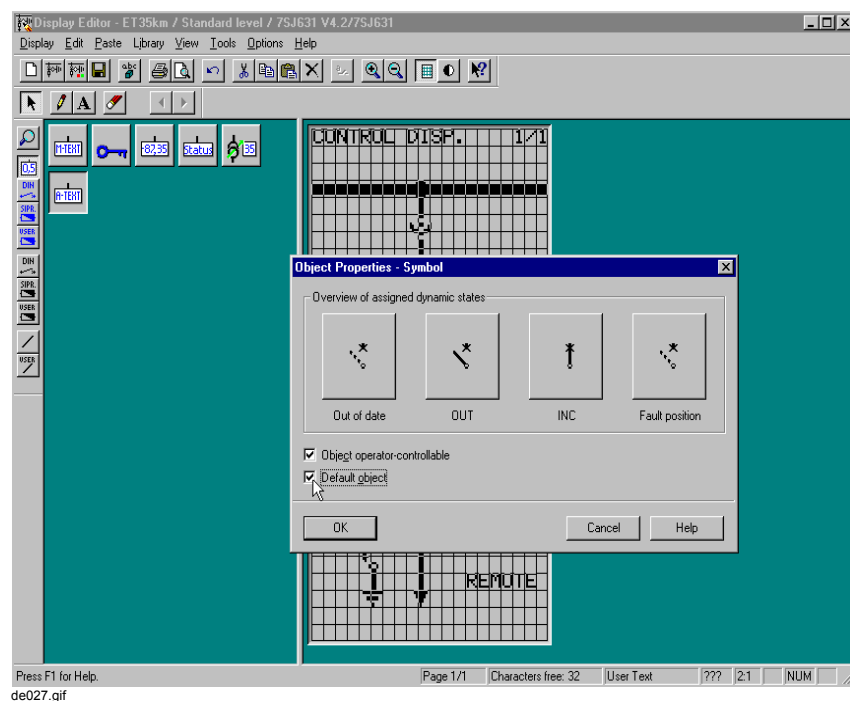 Display Editor - ET35km / Standard level / 7SJ631 V4.2/7SJ631
Display Edit Paste Library View Tools Options Help
abc
A
M-TEXT -87,35 Status 35
0,5
DIN
A-TEXT
SIPR.
USER
DIN
SIPR.
USER
USER
CONTROL DISP. 1/1
Object Properties - Symbol
Overview of assigned dynamic states
Out of date OUT INC Fault position
Object operator-controllable
Default object
OK Cancel Help
REMOTE
Press F1 for Help. Page 1/1 Characters free: 32 User Text ??? 2:1 NUM
de027.gif